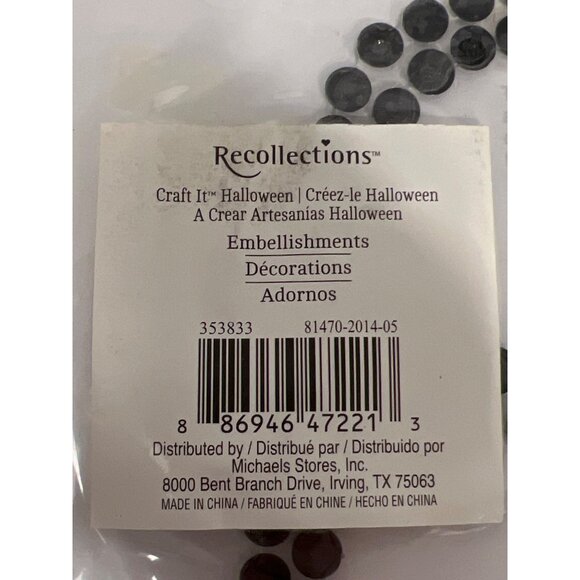 Recollections™
Craft It™ Halloween | Créez-le Halloween
A Crear Artesanías Halloween
Embellishments
Décorations
Adornos
353833 81470-2014-05
8 86946 47221 3
Distributed by / Distribué par / Distribuido por
Michaels Stores, Inc.
8000 Bent Branch Drive, Irving, TX 75063
MADE IN CHINA / FABRIQUÉ EN CHINE / HECHO EN CHINA